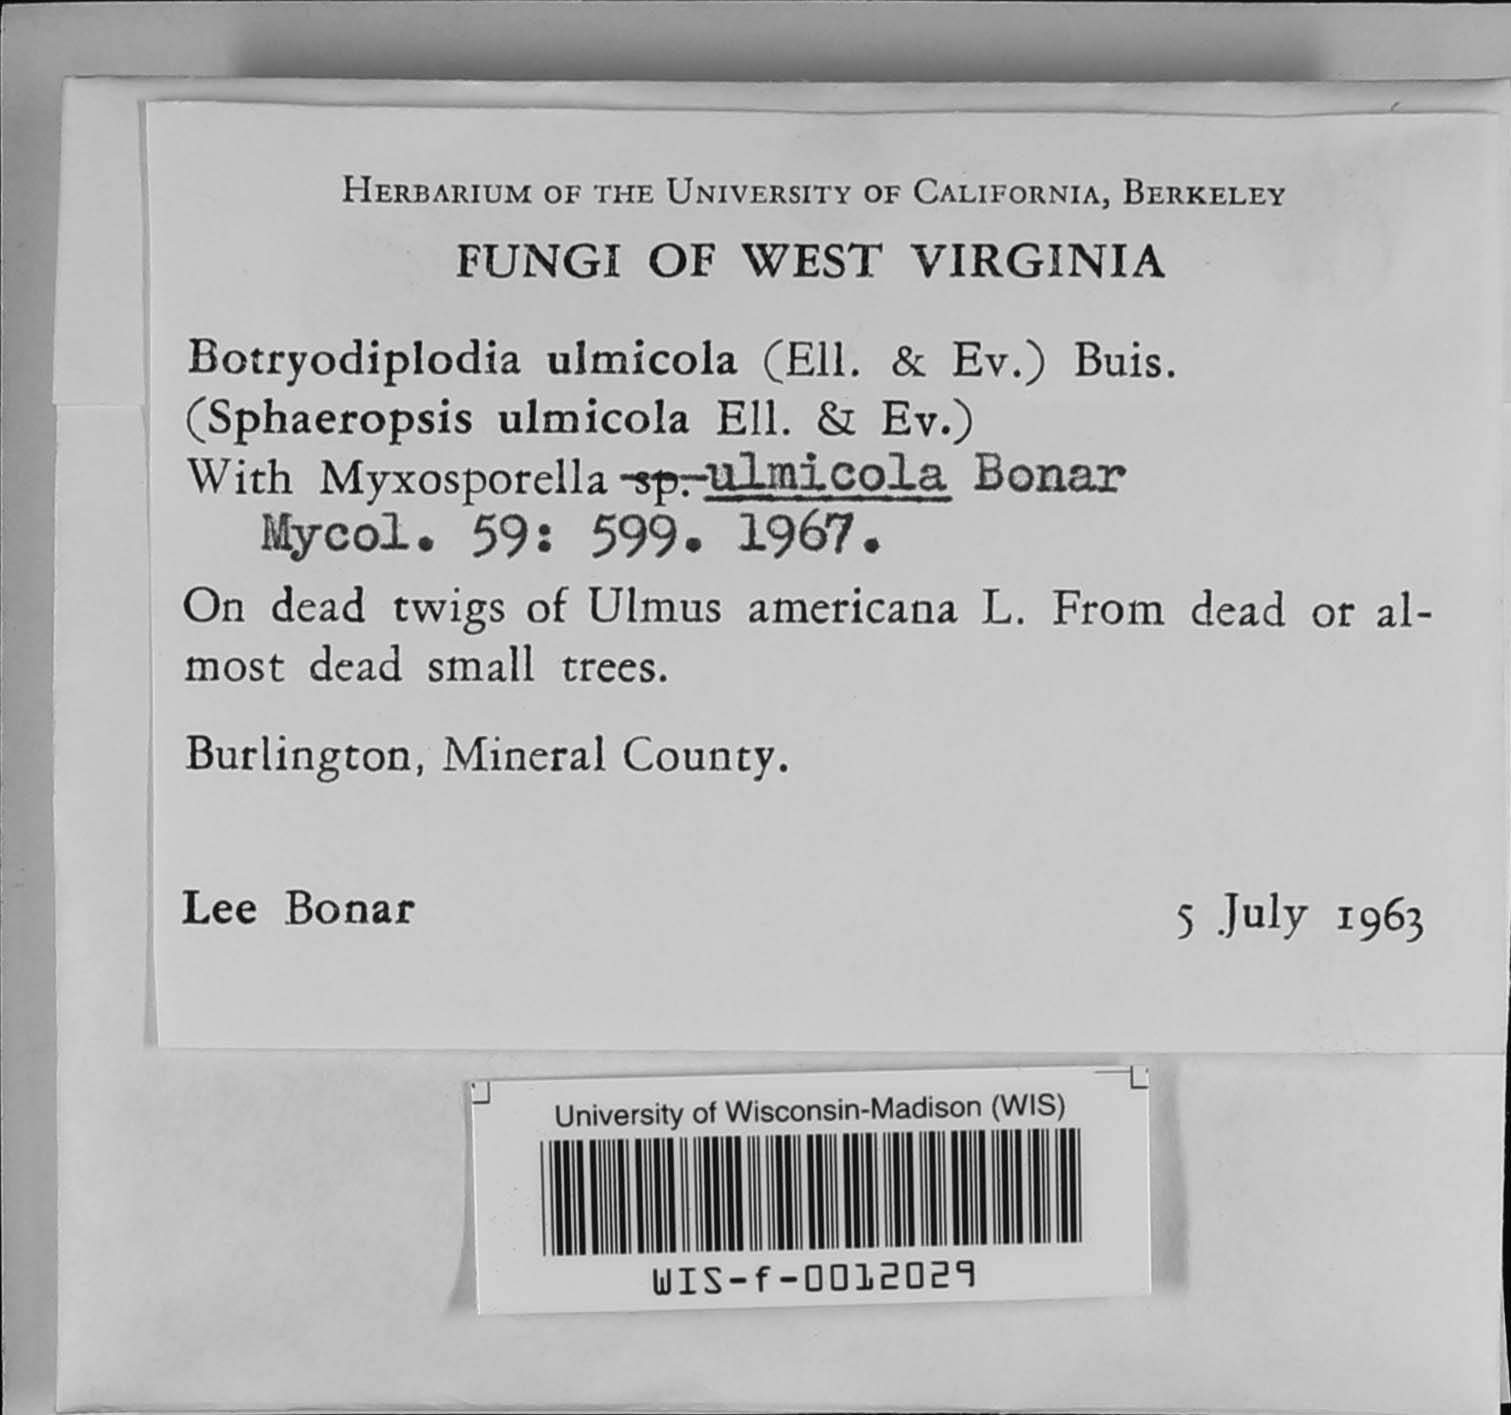 HERBARIUM OF THE UNIVERSITY OF CALIFORNIA, BERKELEY
FUNGI OF WEST VIRGINIA
Botryodiplodia ulmicola (Ell. & Ev.) Buis.
(Sphaeropsis ulmicola Ell. & Ev.)
With Myxosporella sp. ulmicola Bonar
Mycol. 59: 599. 1967.
On dead twigs of Ulmus americana L. From dead or al-
most dead small trees.
Burlington, Mineral County.
Lee Bonar 5 July 1963
University of Wisconsin-Madison (WIS)
WIS-f-0012029